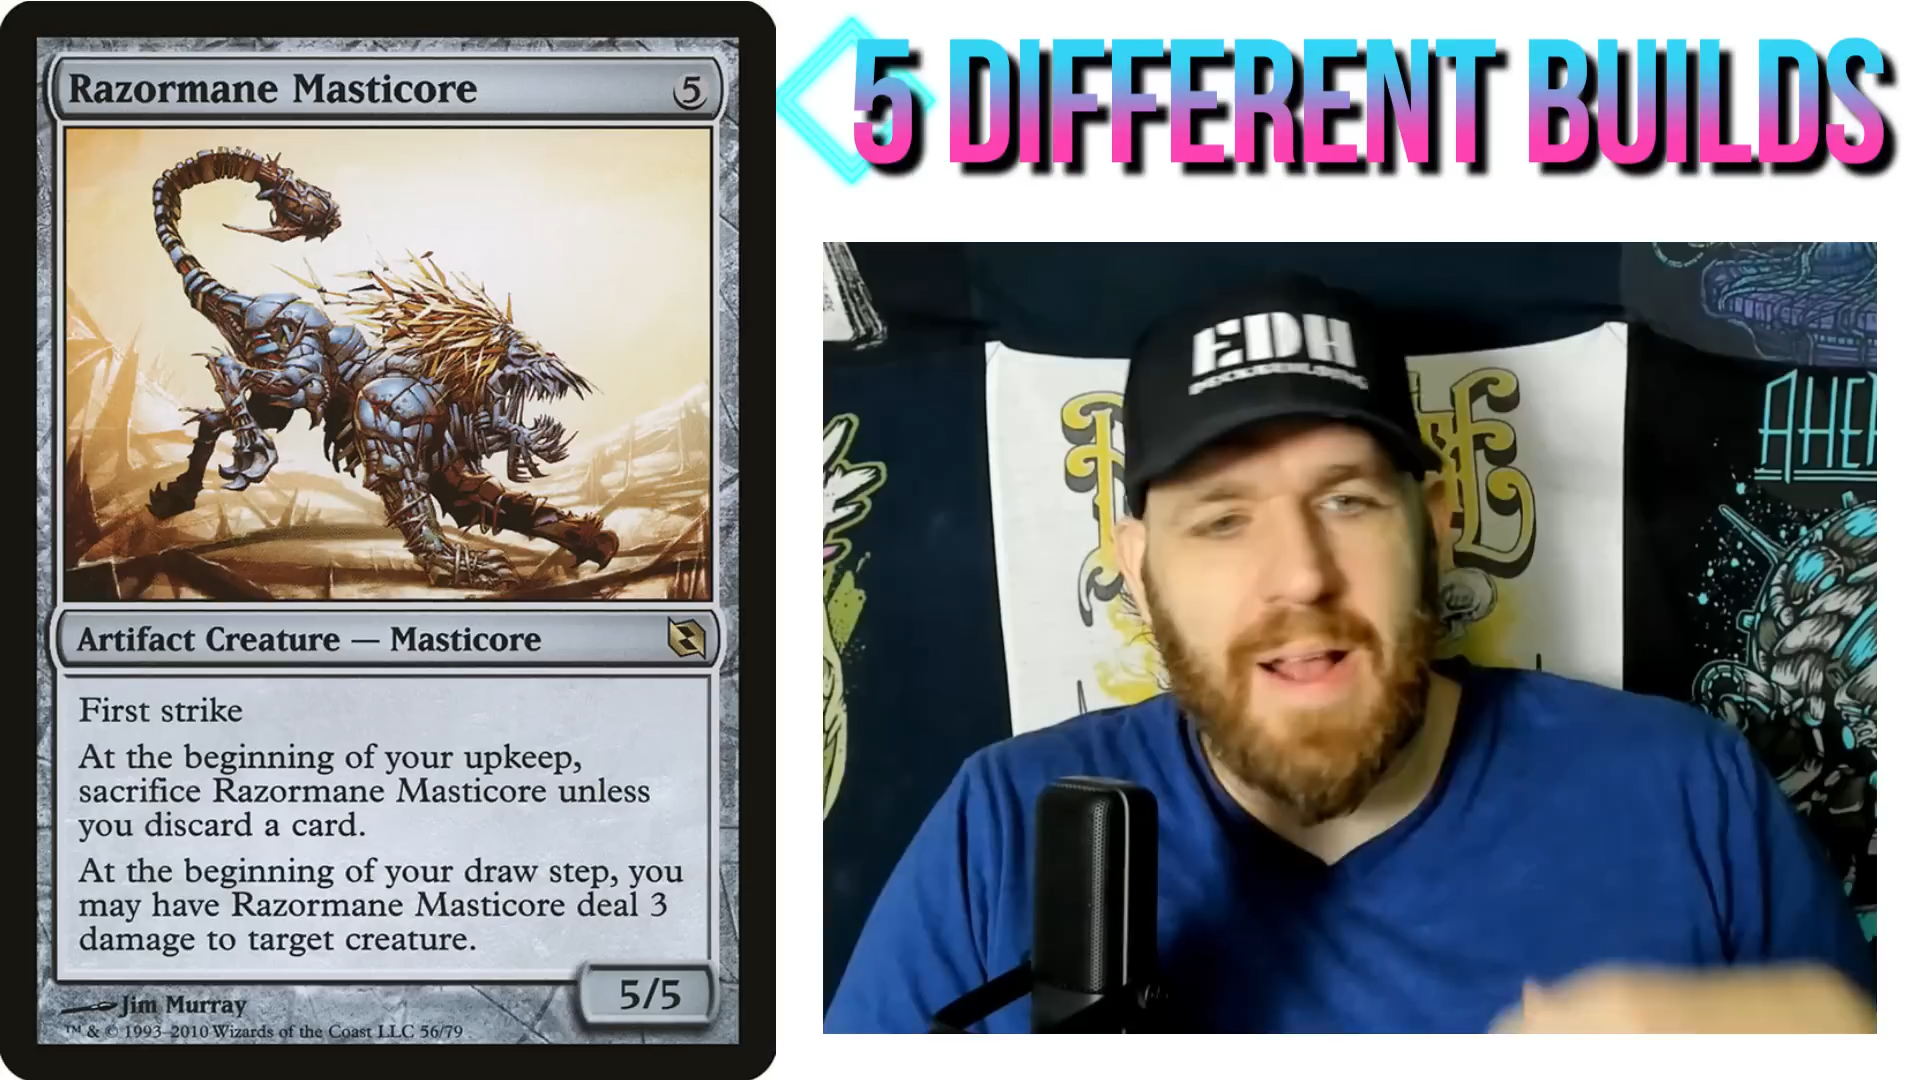 Razormane Masticore 5
Artifact Creature — Masticore
First strike
At the beginning of your upkeep,
sacrifice Razormane Masticore unless
you discard a card.
At the beginning of your draw step, you
may have Razormane Masticore deal 3
damage to target creature.
5/5
Jim Murray
™ & © 1993–2010 Wizards of the Coast LLC 56/79
5 DIFFERENT BUILDS
EDH
DECKBUILDING